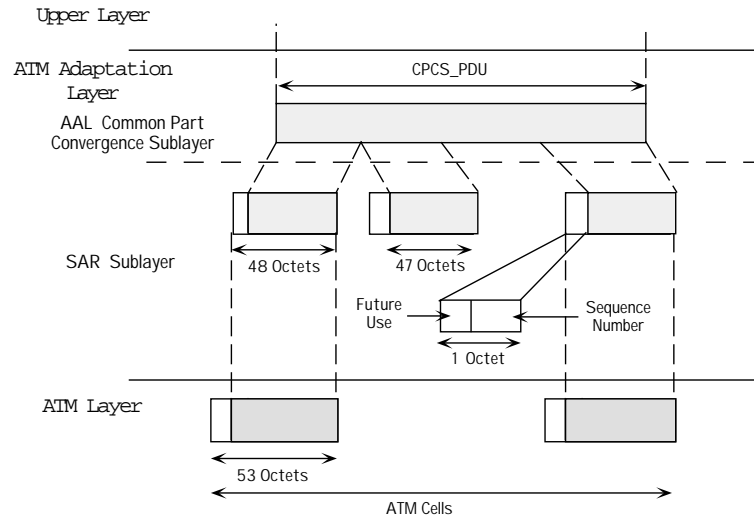 Upper Layer
ATM Adaptation
Layer
CPCS_PDU
AAL Common Part
Convergence Sublayer
SAR Sublayer
48 Octets
47 Octets
Future
Use
Sequence
Number
1 Octet
ATM Layer
53 Octets
ATM Cells